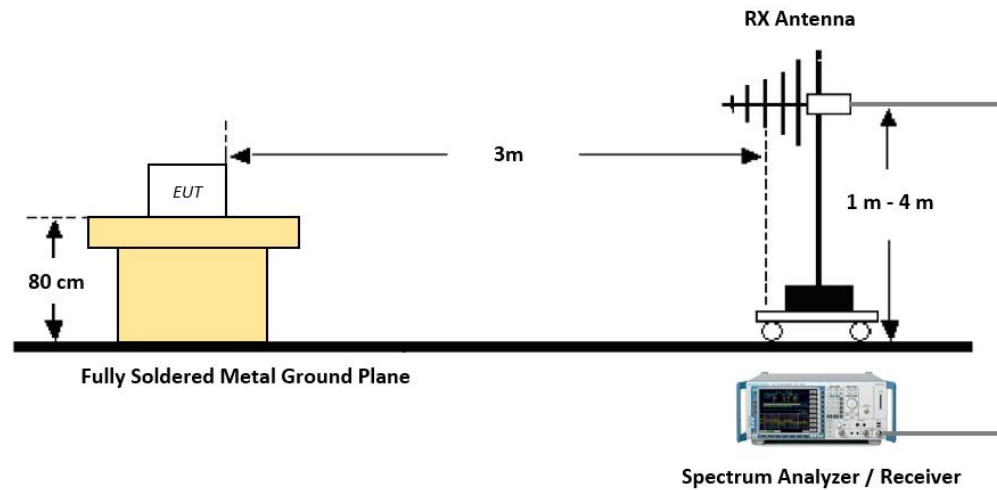 RX Antenna
3m
EUT
1 m - 4 m
80 cm
Fully Soldered Metal Ground Plane
Spectrum Analyzer / Receiver